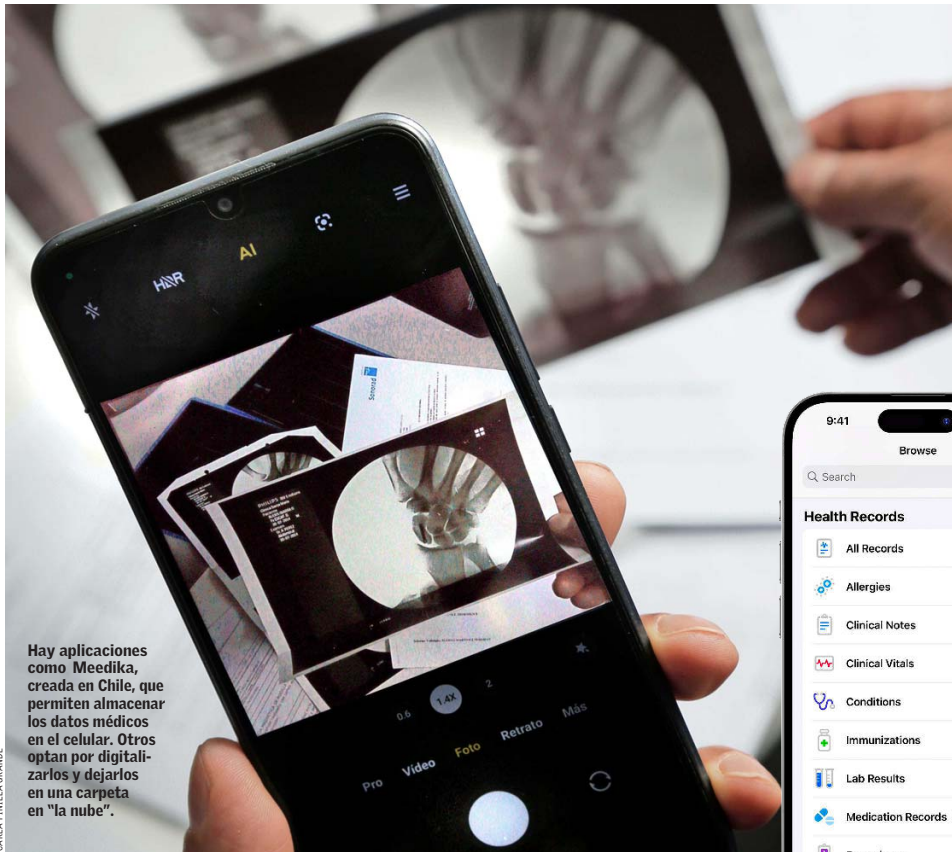 HDR
AI
Sonorad
PHILIPS
0.6
1.4X
2
Pro
Vídeo
Foto
Retrato
Más
Hay aplicaciones
como Meedika,
creada en Chile, que
permiten almacenar
los datos médicos
en el celular. Otros
optan por digitali-
zarlos y dejarlos
en una carpeta
en “la nube”.
9:41
Browse
Search
Health Records
All Records
Allergies
Clinical Notes
Clinical Vitals
Conditions
Immunizations
Lab Results
Medication Records